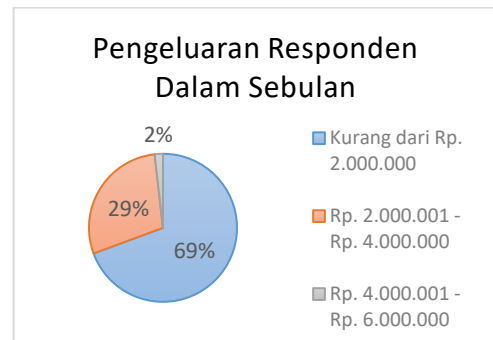 Pengeluaran Responden
Dalam Sebulan
2%
29%
69%
Kurang dari Rp.
2.000.000
Rp. 2.000.001 -
Rp. 4.000.000
Rp. 4.000.001 -
Rp. 6.000.000